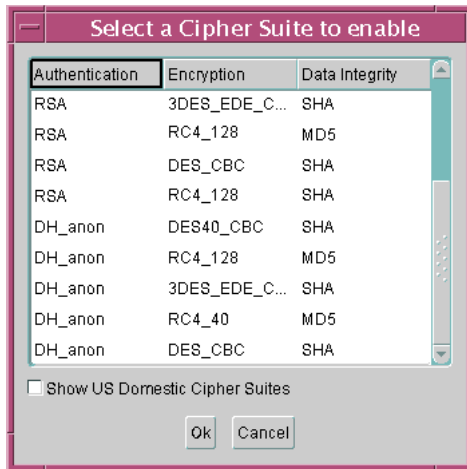 Select a Cipher Suite to enable
Authentication Encryption Data Integrity
RSA 3DES_EDE_C... SHA
RSA RC4_128 MD5
RSA DES_CBC SHA
RSA RC4_128 SHA
DH_anon DES40_CBC SHA
DH_anon RC4_128 MD5
DH_anon 3DES_EDE_C... SHA
DH_anon RC4_40 MD5
DH_anon DES_CBC SHA
Show US Domestic Cipher Suites
Ok Cancel